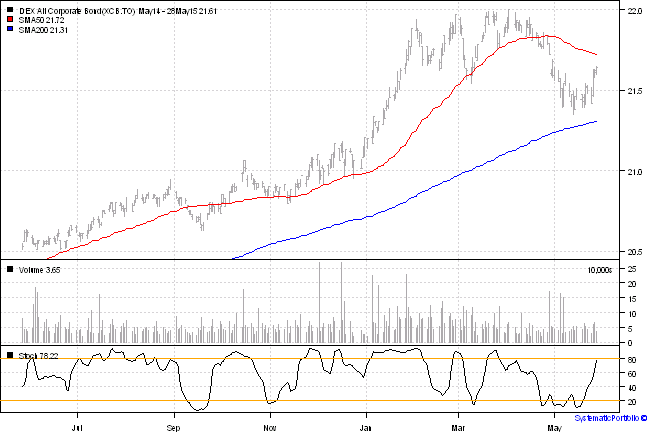 DEX All Corporate Bond(XCB.TO) May14 - 28May15 21.61
SMA50 21.72
SMA200 21.31
22.0
21.5
21.0
20.5
Volume 3.65
10,000s
25
20
15
10
5
0
Stoch 78.22
80
60
40
20
Jul Sep Nov Jan Mar May
SystematicPortfolio ©